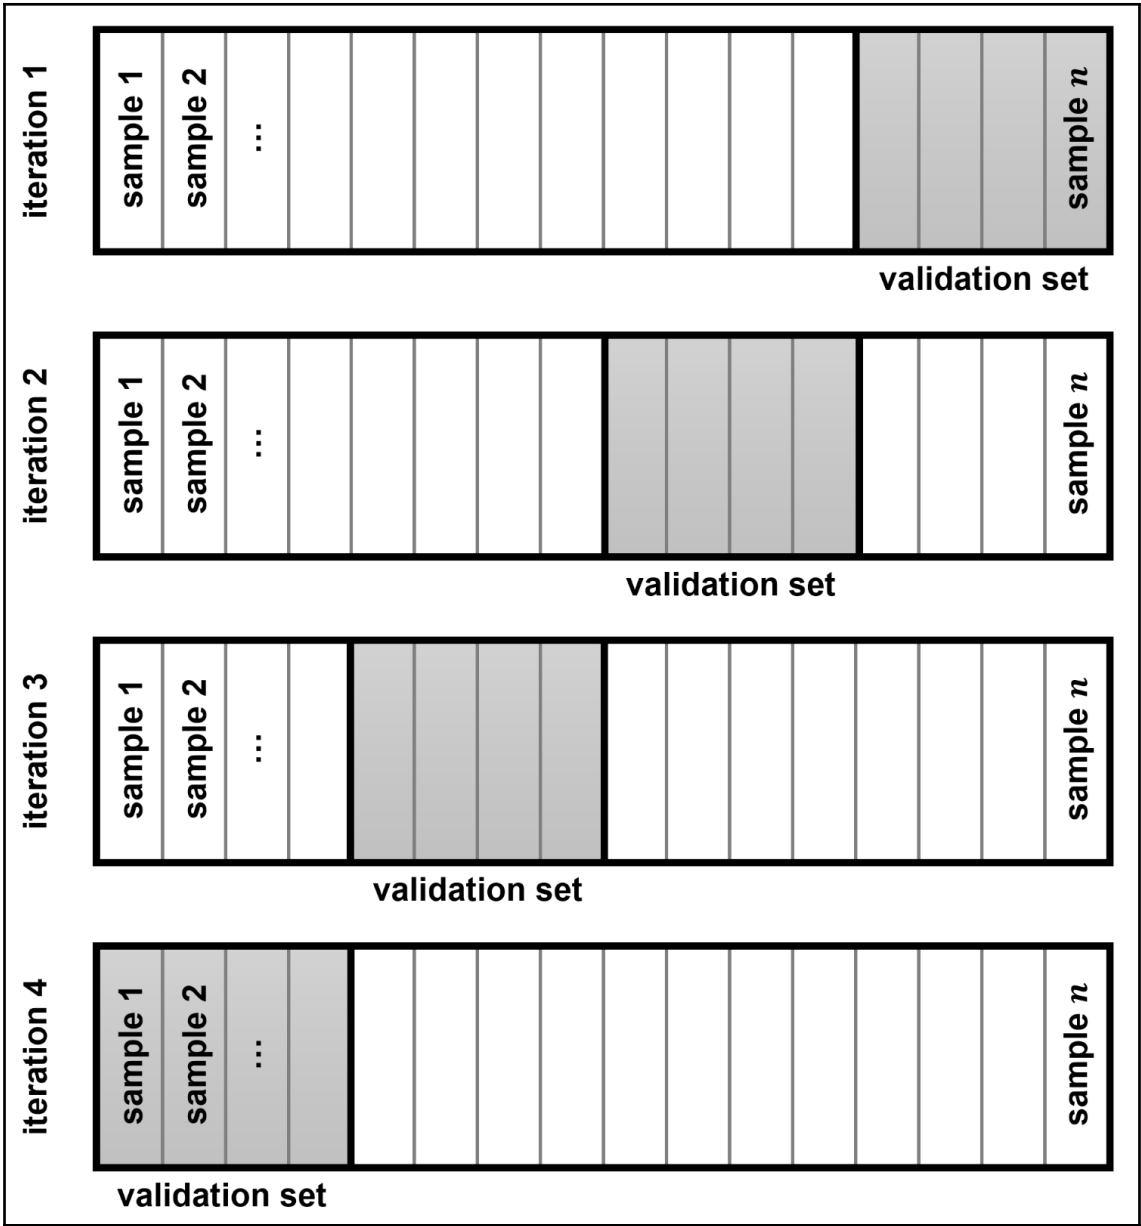 iteration 1
sample 1
sample 2
...
sample n
validation set
iteration 2
sample 1
sample 2
...
sample n
validation set
iteration 3
sample 1
sample 2
...
sample n
validation set
iteration 4
sample 1
sample 2
...
sample n
validation set